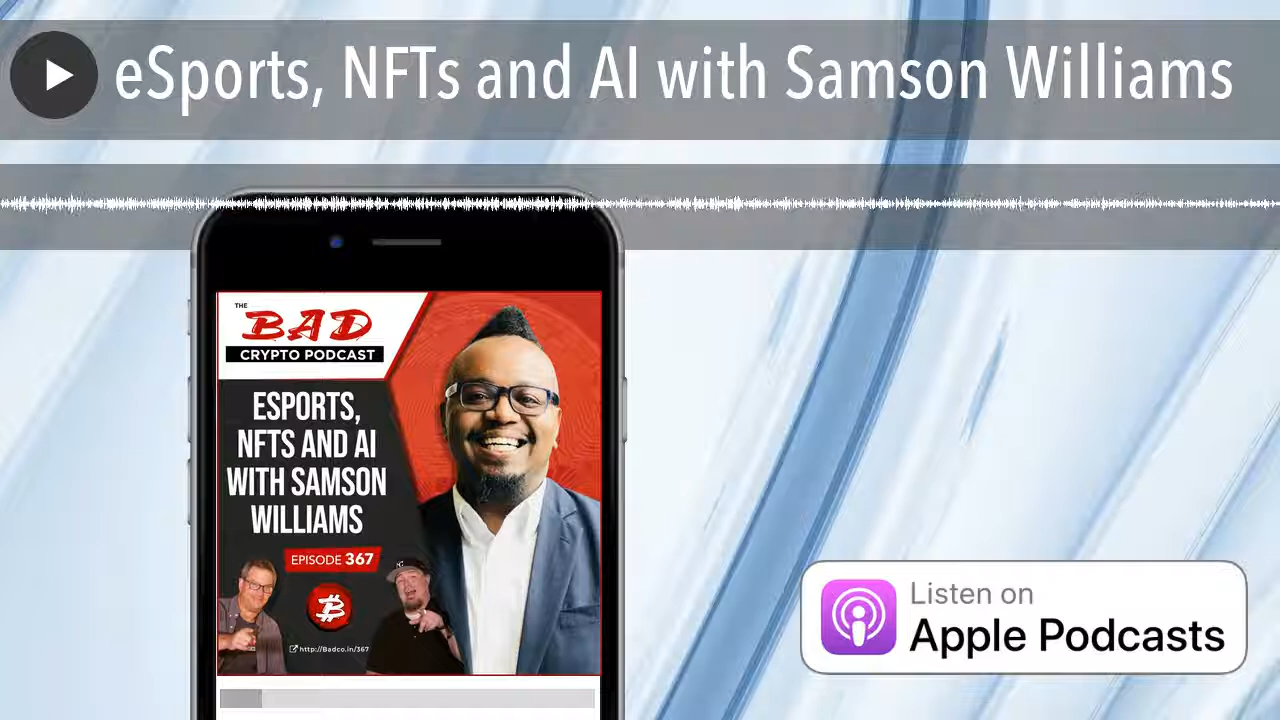 eSports, NFTs and AI with Samson Williams
THE
BAD
CRYPTO PODCAST
ESPORTS,
NFTS AND AI
WITH SAMSON
WILLIAMS
EPISODE 367
http://Badco.in/367
Listen on
Apple Podcasts